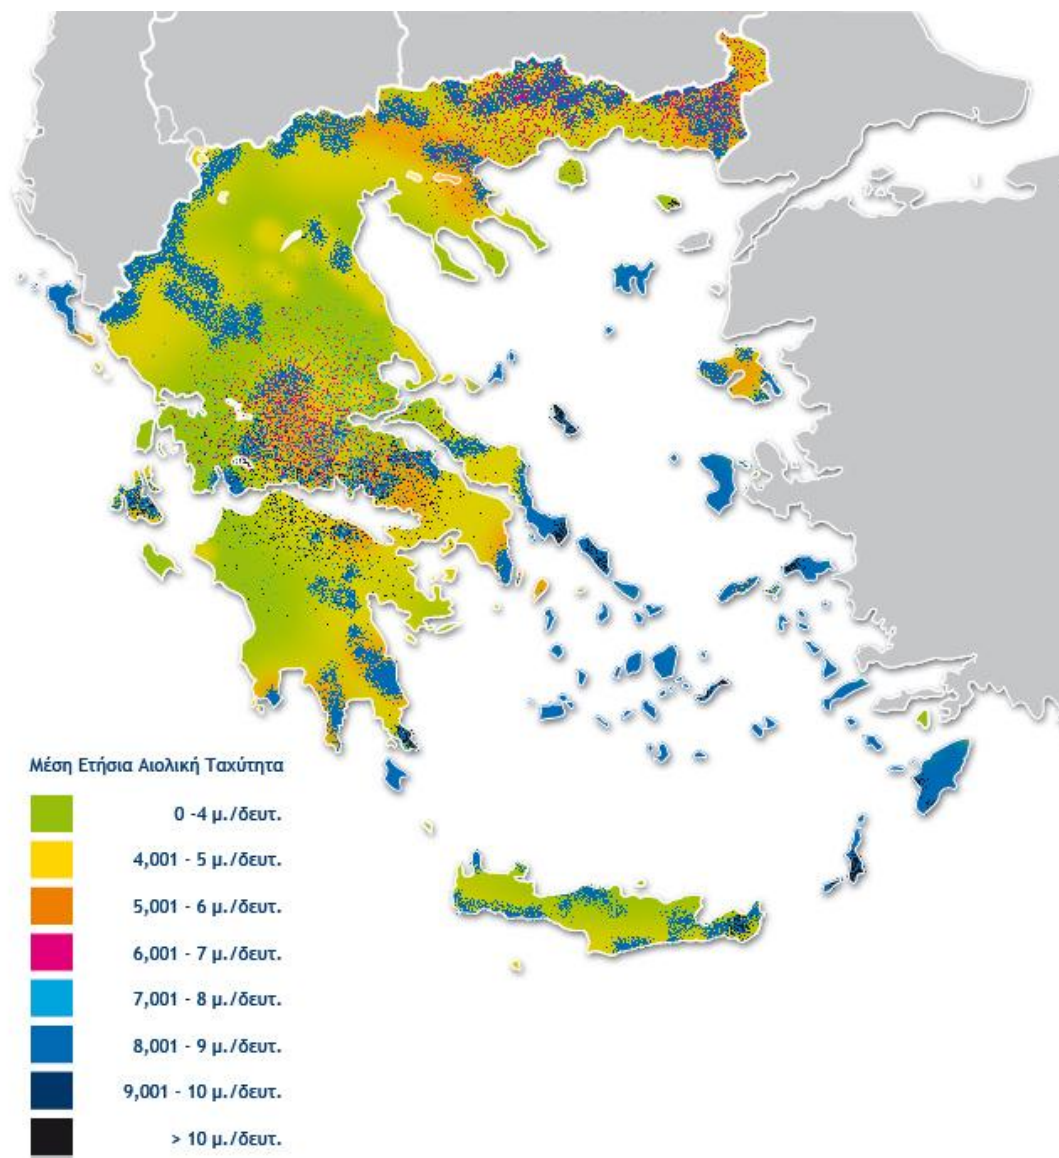 Μέση Ετήσια Αιολική Ταχύτητα
0 -4 μ./δευτ.
4,001 - 5 μ./δευτ.
5,001 - 6 μ./δευτ.
6,001 - 7 μ./δευτ.
7,001 - 8 μ./δευτ.
8,001 - 9 μ./δευτ.
9,001 - 10 μ./δευτ.
> 10 μ./δευτ.